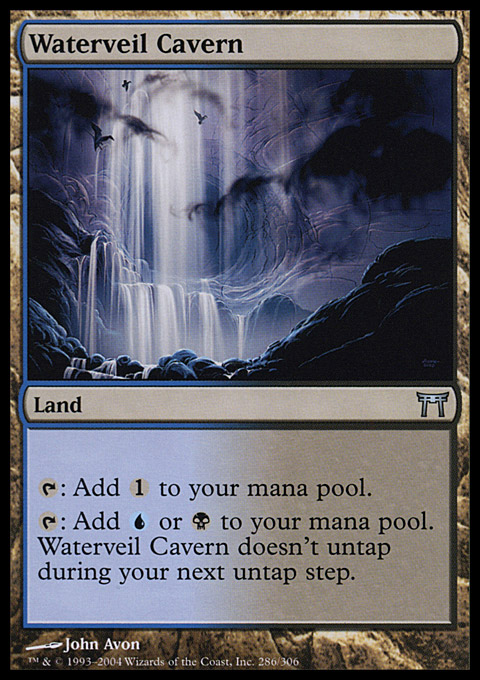 Waterveil Cavern
Land
: Add 1 to your mana pool.
: Add or to your mana pool.
Waterveil Cavern doesn't untap
during your next untap step.
John Avon
™ & © 1993–2004 Wizards of the Coast, Inc. 286/306